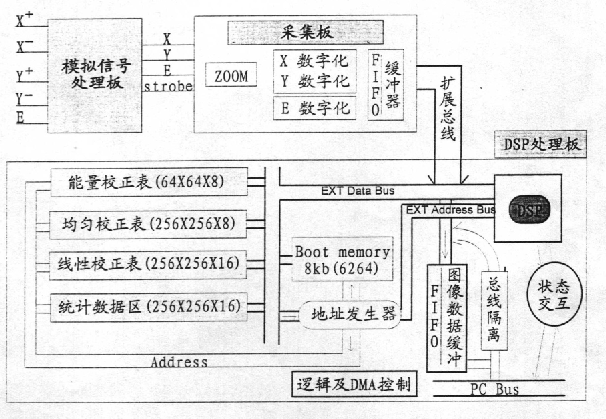 X+
X−
Y+
Y−
E
模拟信号
处理板
X
Y
E
strobe
采集板
ZOOM
X 数字化
Y 数字化
E 数字化
FIFO
缓冲器
扩展总线
DSP处理板
能量校正表(64X64X8)
均匀校正表(256X256X8)
线性校正表(256X256X16)
统计数据区(256X256X16)
EXT Data Bus
EXT Address Bus
DSP
Boot memory
8kb(6264)
地址发生器
Address
逻辑及DMA控制
FIFO
图像数据缓冲
总线隔离
状态
交互
PC Bus